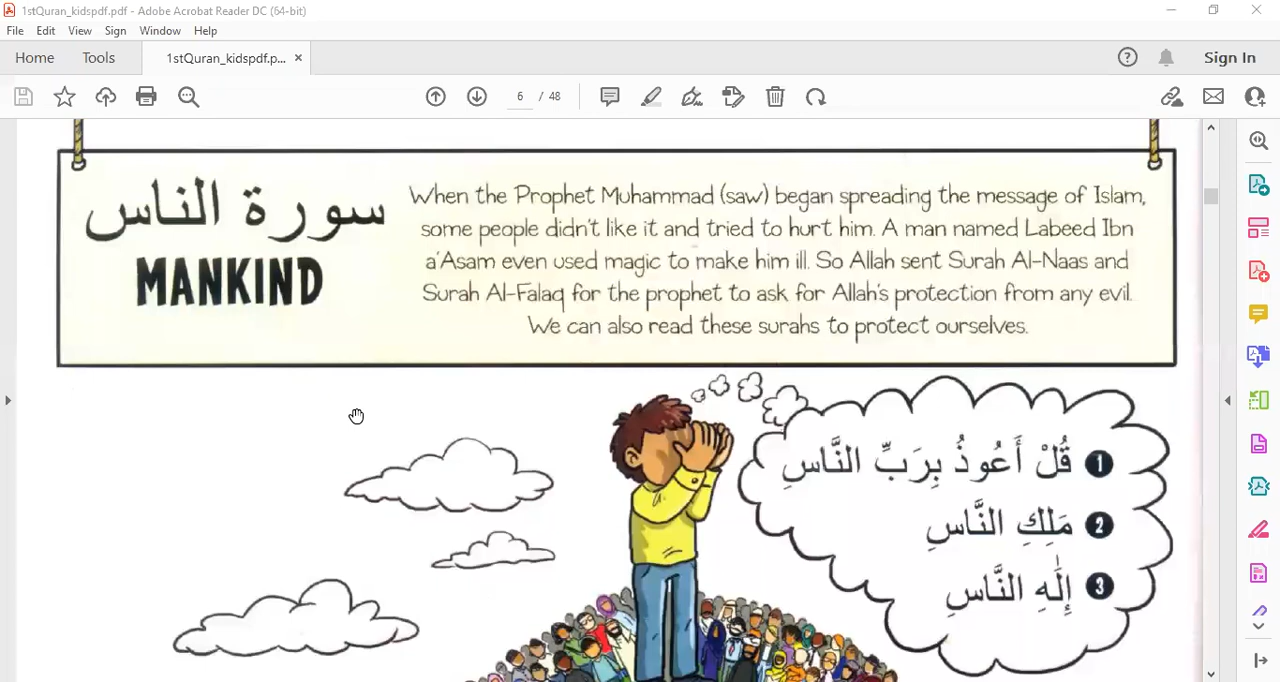 1stQuran_kidspdf.pdf - Adobe Acrobat Reader DC (64-bit)
File Edit View Sign Window Help
Home Tools 1stQuran_kidspdf.p... × Sign In
6 / 48
سورة الناس
MANKIND
When the Prophet Muhammad (saw) began spreading the message of Islam,
some people didn't like it and tried to hurt him. A man named Labeed Ibn
a'Asam even used magic to make him ill. So Allah sent Surah Al-Naas and
Surah Al-Falaq for the prophet to ask for Allah's protection from any evil.
We can also read these surahs to protect ourselves.
1 قُلْ أَعُوذُ بِرَبِّ النَّاسِ
2 مَلِكِ النَّاسِ
3 إِلَٰهِ النَّاسِ